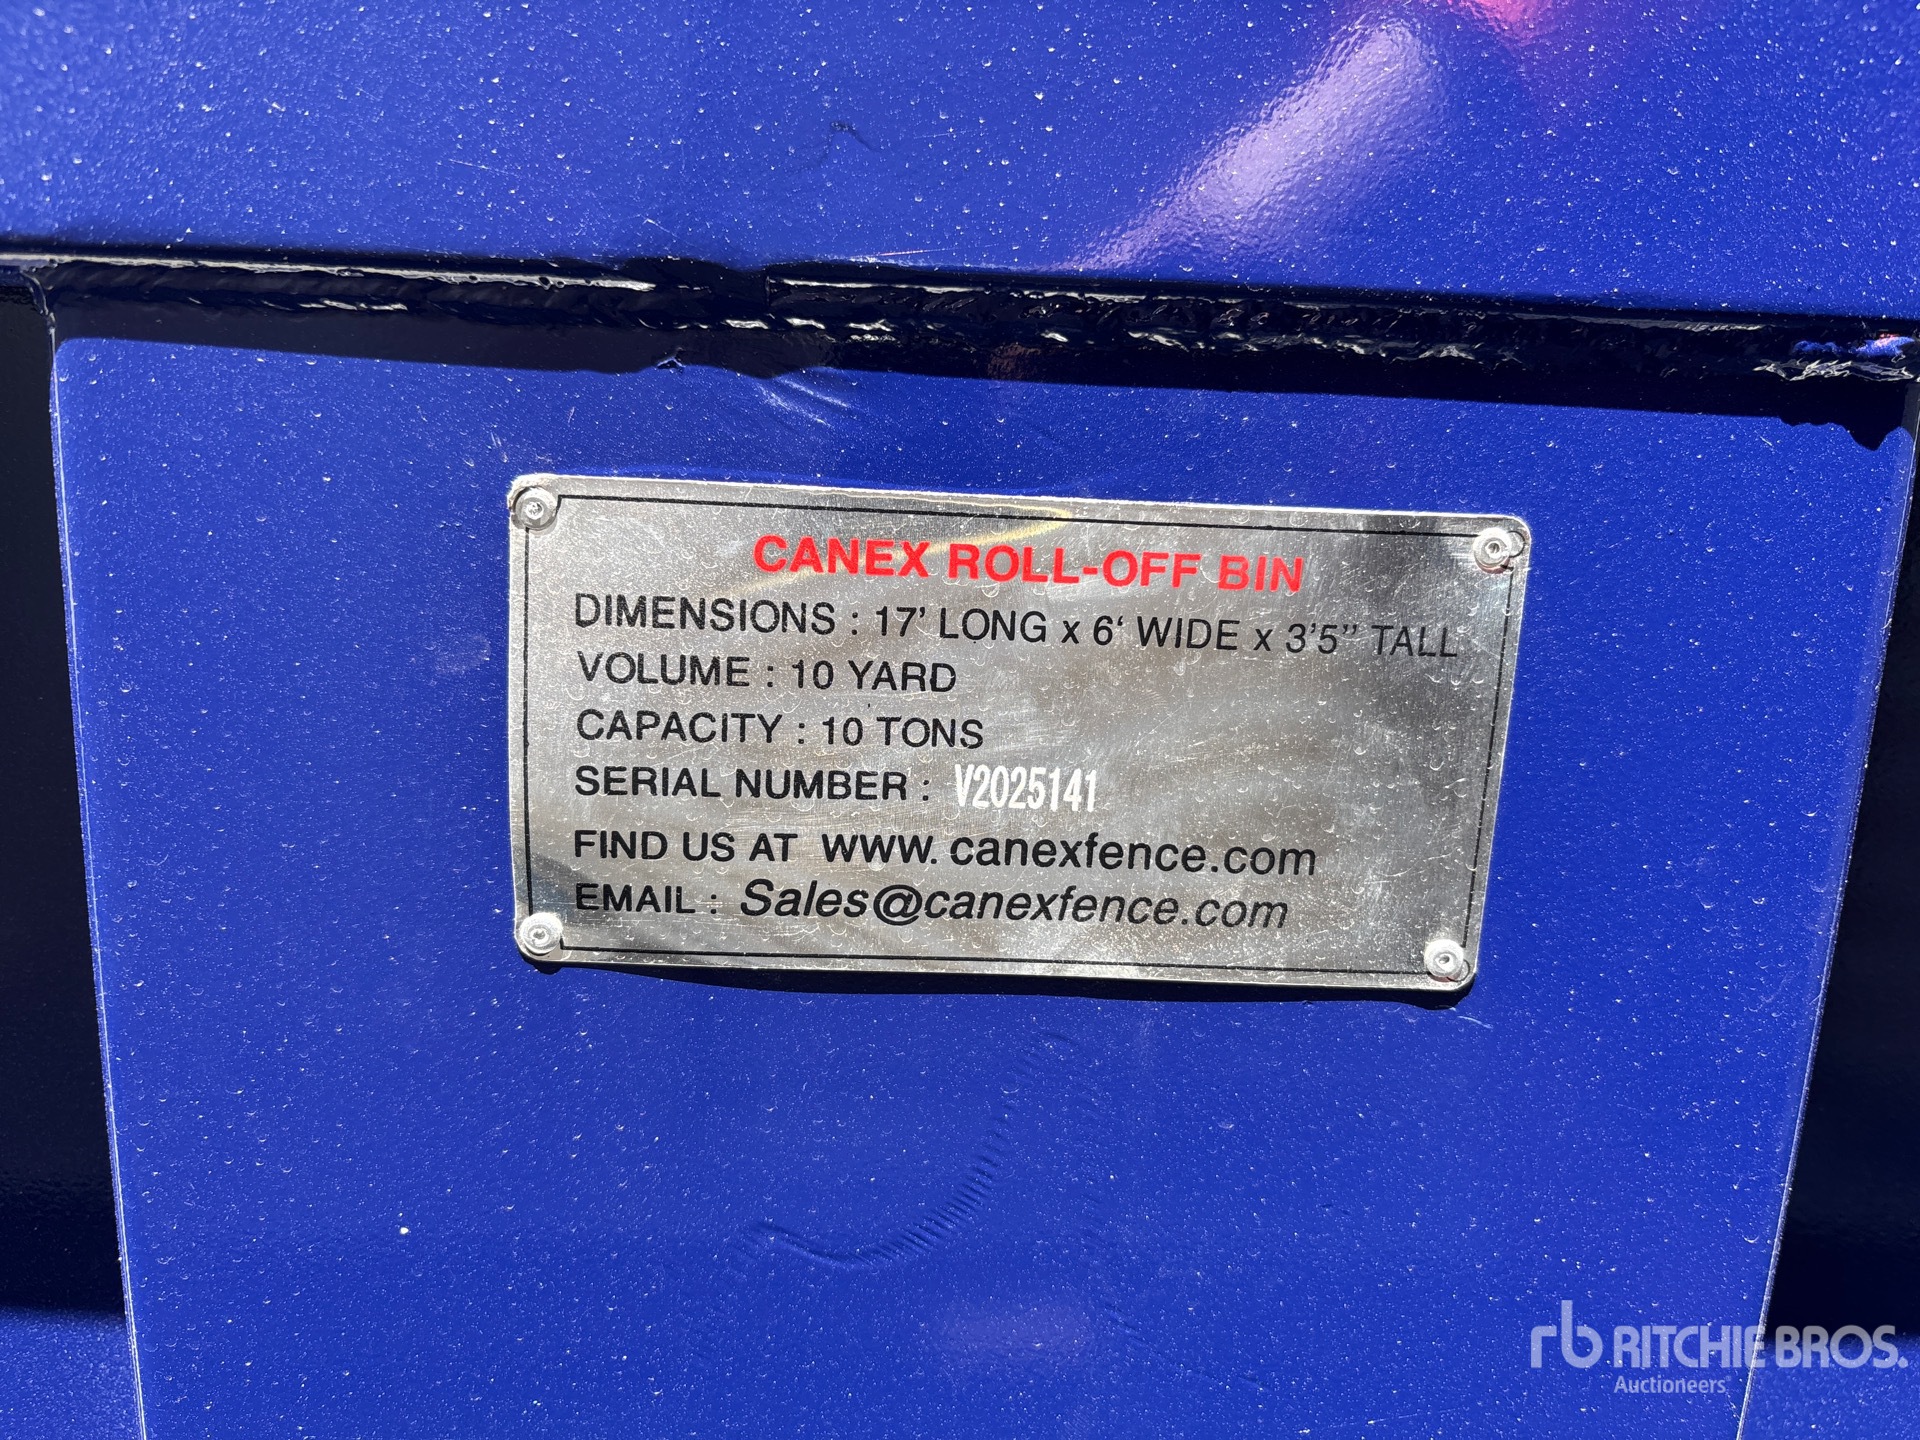 CANEX ROLL-OFF BIN
DIMENSIONS : 17' LONG x 6' WIDE x 3'5" TALL
VOLUME : 10 YARD
CAPACITY : 10 TONS
SERIAL NUMBER : V2025141
FIND US AT www. canexfence.com
EMAIL : Sales@canexfence.com
rb RITCHIE BROS.
Auctioneers